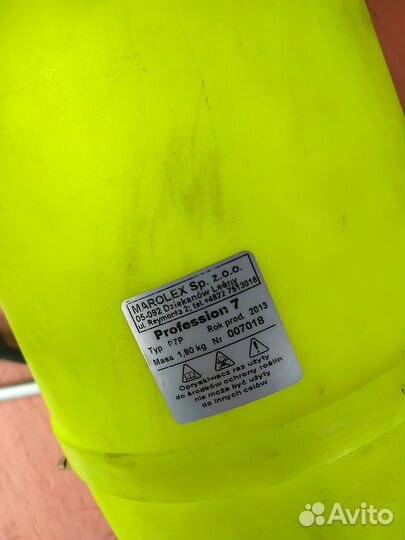 MAROLEX Sp. z.o.o.
05-092 Dziekanów Leśny
ul. Reymonta 2; tel.+4822 7513018
Profession 7
Typ P7P Rok prod. 2013
Masa 1,80 kg Nr 007018
Opryskiwacz raz użyty
do środków ochrony roślin
nie może być użyty
do innych celów
Avito